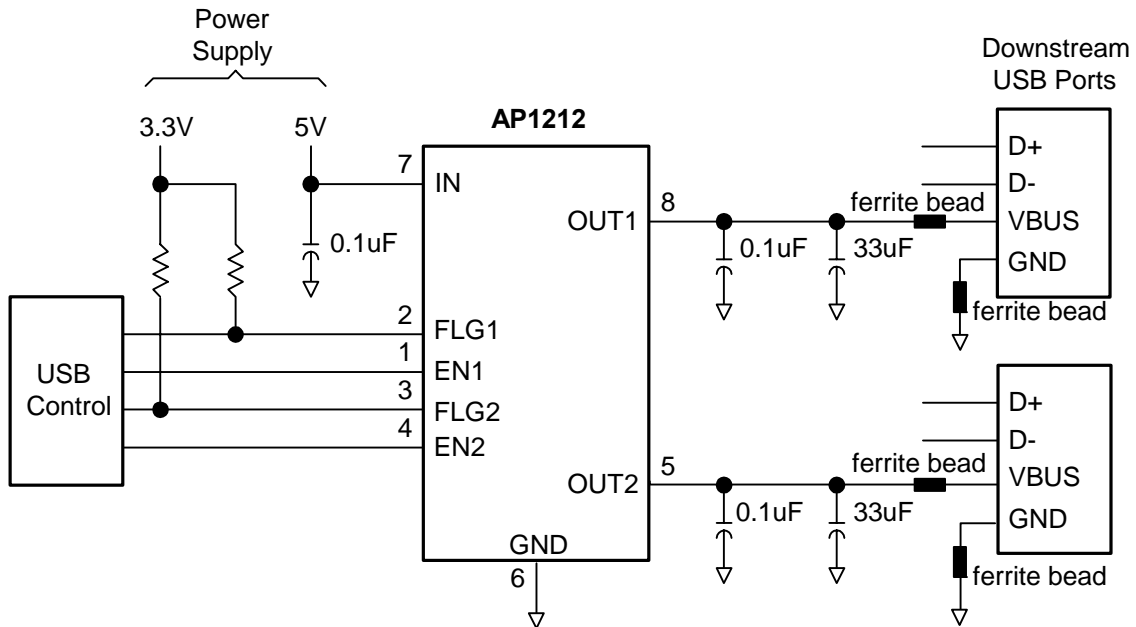 Power
Supply
Downstream
USB Ports
3.3V
5V
AP1212
D+
D-
VBUS
GND
ferrite bead
ferrite bead
7
IN
0.1uF
OUT1
8
0.1uF
33uF
2
FLG1
1
EN1
3
FLG2
4
EN2
USB
Control
OUT2
5
0.1uF
33uF
ferrite bead
D+
D-
VBUS
GND
ferrite bead
GND
6